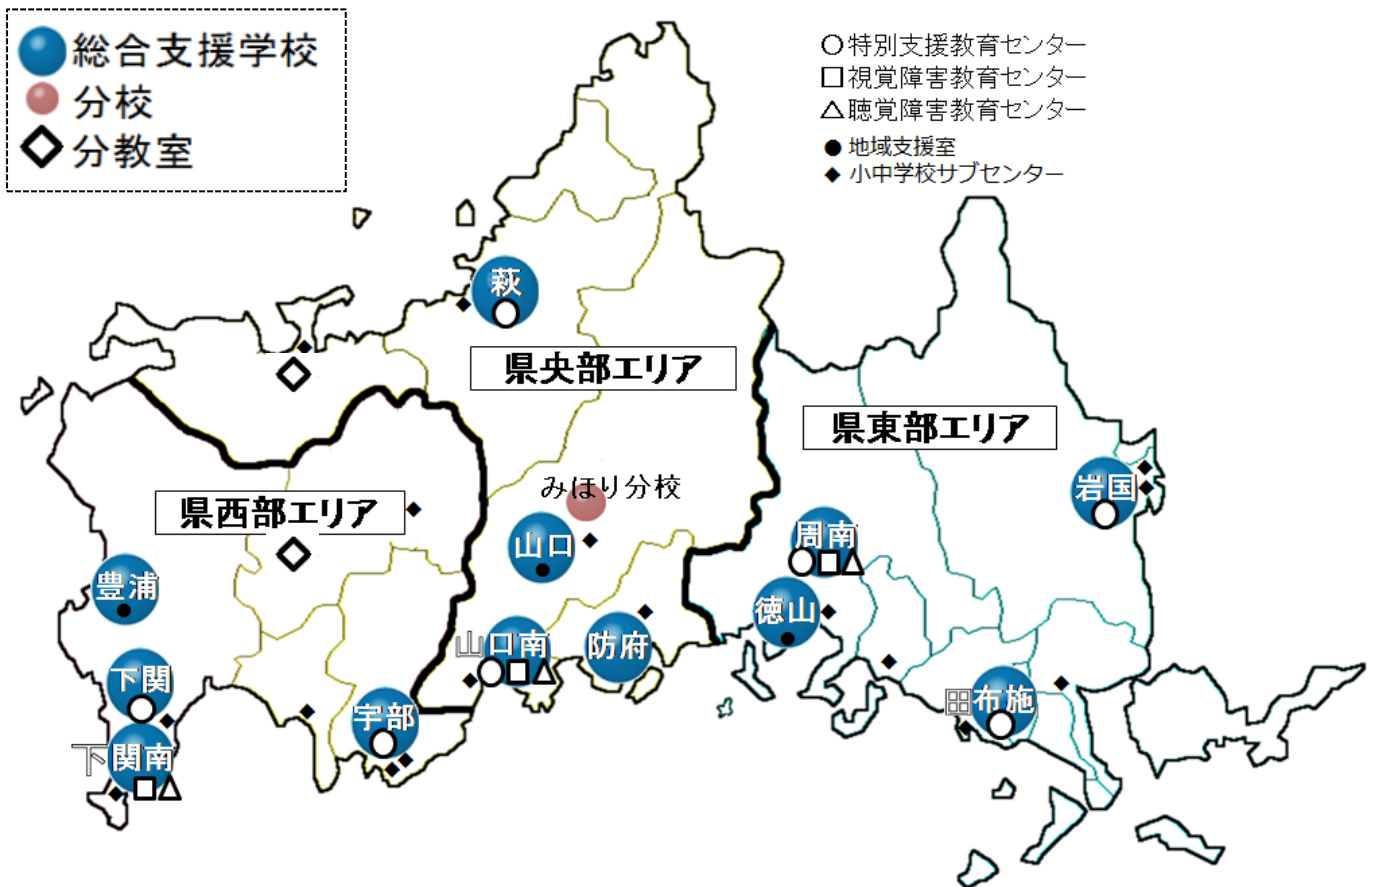 総合支援学校
分校
分教室
○特別支援教育センター
□視覚障害教育センター
△聴覚障害教育センター
●地域支援室
◆小中学校サブセンター
萩
県央部エリア
県東部エリア
みほり分校
岩国
県西部エリア
山口
周南
豊浦
徳山
山口南
防府
下関
田布施
宇部
下関南